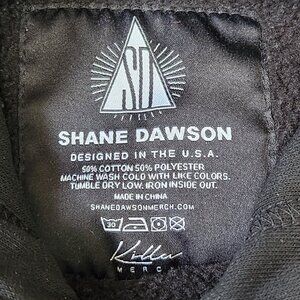 SD
SHANE DAWSON
DESIGNED IN THE U.S.A.
50% COTTON 50% POLYESTER
MACHINE WASH COLD WITH LIKE COLORS.
TUMBLE DRY LOW. IRON INSIDE OUT.
MADE IN CHINA
SHANEDAWSONMERCH.COM
30
Killer
MERCH